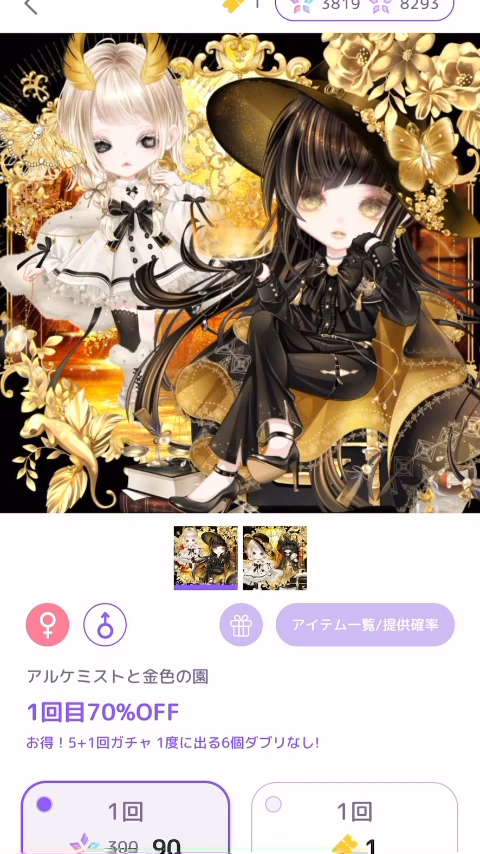 1 3819 8293
アイテム一覧/提供確率
アルケミストと金色の園
1回目70%OFF
お得！5+1回ガチャ 1度に出る6個ダブりなし!
1回 1回
300 90 1